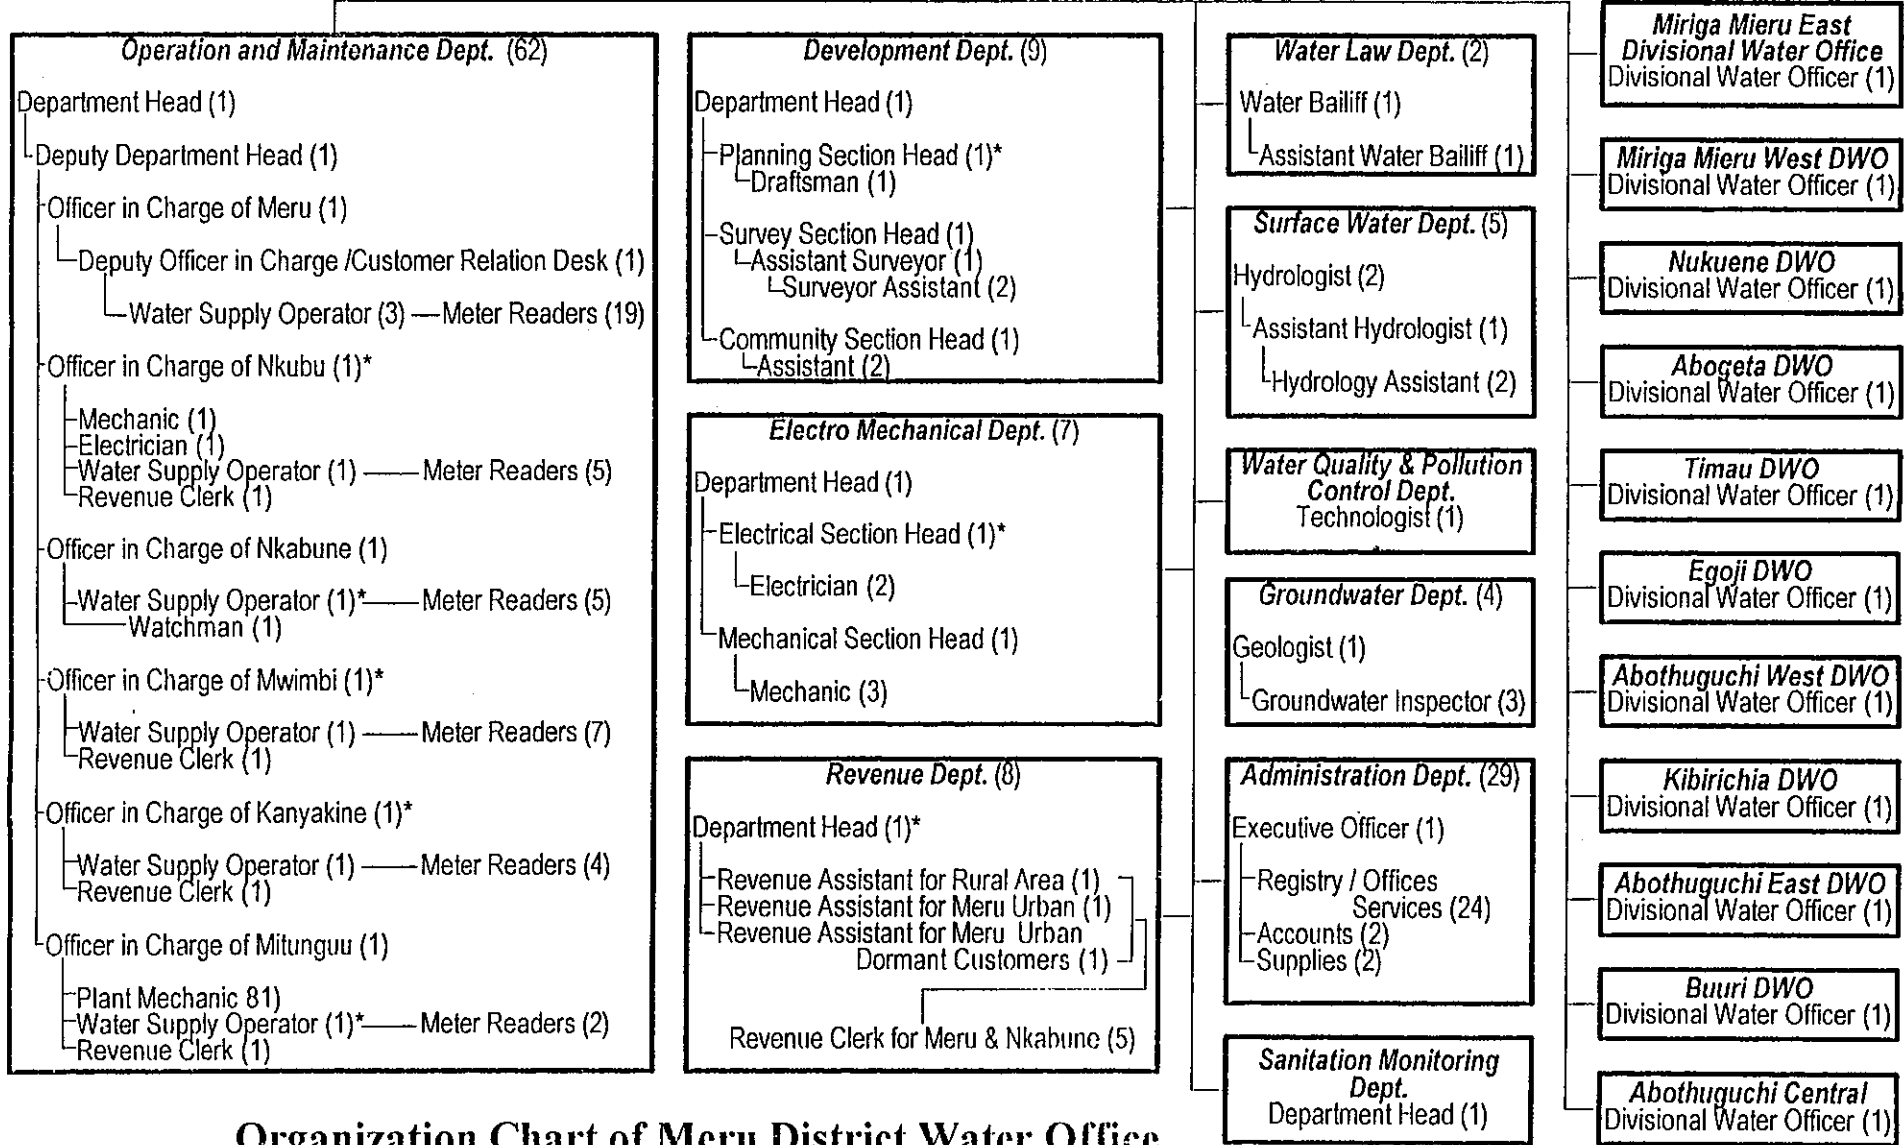 Operation and Maintenance Dept. (62)
Department Head (1)
Deputy Department Head (1)
Officer in Charge of Meru (1)
Deputy Officer in Charge /Customer Relation Desk (1)
Water Supply Operator (3) — Meter Readers (19)
Officer in Charge of Nkubu (1)*
Mechanic (1)
Electrician (1)
Water Supply Operator (1) — Meter Readers (5)
Revenue Clerk (1)
Officer in Charge of Nkabune (1)
Water Supply Operator (1)* — Meter Readers (5)
Watchman (1)
Officer in Charge of Mwimbi (1)*
Water Supply Operator (1) — Meter Readers (7)
Revenue Clerk (1)
Officer in Charge of Kanyakine (1)*
Water Supply Operator (1) — Meter Readers (4)
Revenue Clerk (1)
Officer in Charge of Mitunguu (1)
Plant Mechanic 81)
Water Supply Operator (1)* — Meter Readers (2)
Revenue Clerk (1)
Development Dept. (9)
Department Head (1)
Planning Section Head (1)*
Draftsman (1)
Survey Section Head (1)
Assistant Surveyor (1)
Surveyor Assistant (2)
Community Section Head (1)
Assistant (2)
Electro Mechanical Dept. (7)
Department Head (1)
Electrical Section Head (1)*
Electrician (2)
Mechanical Section Head (1)
Mechanic (3)
Revenue Dept. (8)
Department Head (1)*
Revenue Assistant for Rural Area (1)
Revenue Assistant for Meru Urban (1)
Revenue Assistant for Meru Urban
Dormant Customers (1)
Revenue Clerk for Meru & Nkabune (5)
Water Law Dept. (2)
Water Bailiff (1)
Assistant Water Bailiff (1)
Surface Water Dept. (5)
Hydrologist (2)
Assistant Hydrologist (1)
Hydrology Assistant (2)
Water Quality & Pollution
Control Dept.
Technologist (1)
Groundwater Dept. (4)
Geologist (1)
Groundwater Inspector (3)
Administration Dept. (29)
Executive Officer (1)
Registry / Offices
Services (24)
Accounts (2)
Supplies (2)
Sanitation Monitoring
Dept.
Department Head (1)
Miriga Mieru East
Divisional Water Office
Divisional Water Officer (1)
Miriga Mieru West DWO
Divisional Water Officer (1)
Nukuene DWO
Divisional Water Officer (1)
Abogeta DWO
Divisional Water Officer (1)
Timau DWO
Divisional Water Officer (1)
Egoji DWO
Divisional Water Officer (1)
Abothuguchi West DWO
Divisional Water Officer (1)
Kibirichia DWO
Divisional Water Officer (1)
Abothuguchi East DWO
Divisional Water Officer (1)
Buuri DWO
Divisional Water Officer (1)
Abothuguchi Central
Divisional Water Officer (1)
Organization Chart of Meru District Water Office